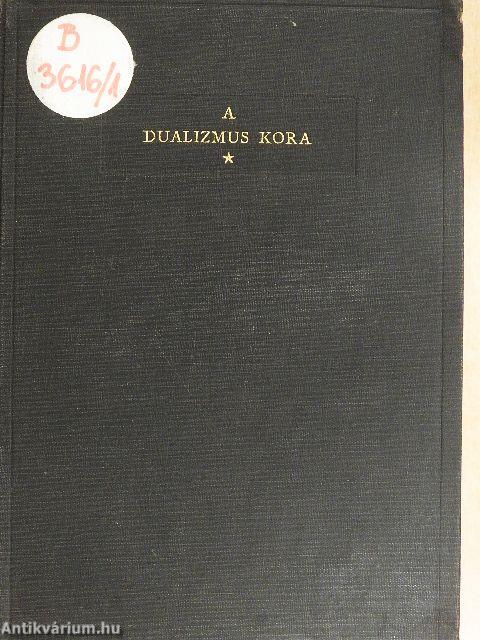 B
3616/1
A
DUALIZMUS KORA
★
Antikvárium.hu